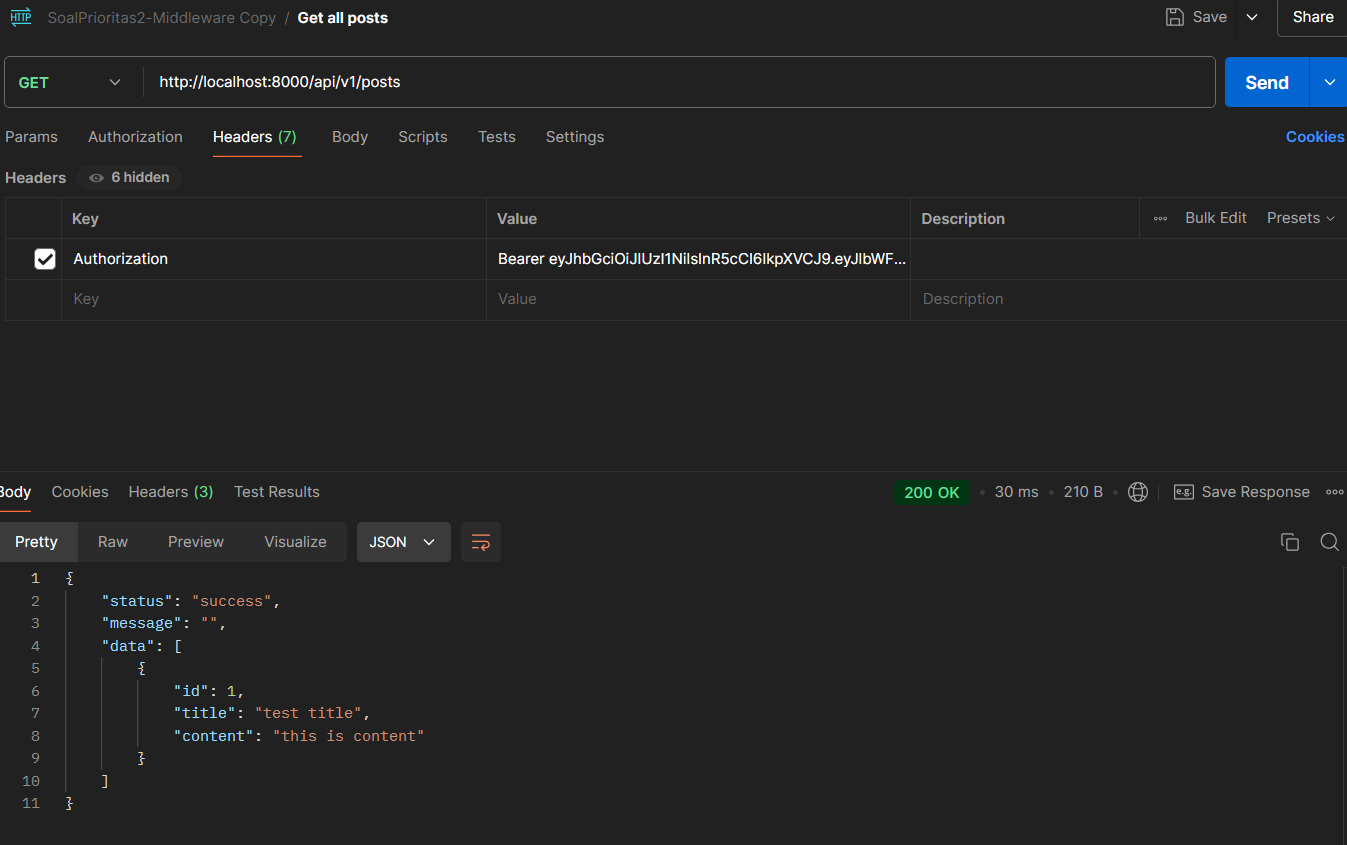 HTTP SoalPrioritas2-Middleware Copy / Get all posts Save Share
GET http://localhost:8000/api/v1/posts Send
Params Authorization Headers (7) Body Scripts Tests Settings Cookies
Headers 6 hidden
Key Value Description Bulk Edit Presets
Authorization Bearer eyJhbGciOiJIUzI1NiIsInR5cCI6IkpXVCJ9.eyJlbWF...
Key Value Description
Body Cookies Headers (3) Test Results 200 OK 30 ms 210 B e.g. Save Response
Pretty Raw Preview Visualize JSON
1 {
2 "status": "success",
3 "message": "",
4 "data": [
5 {
6 "id": 1,
7 "title": "test title",
8 "content": "this is content"
9 }
10 ]
11 }